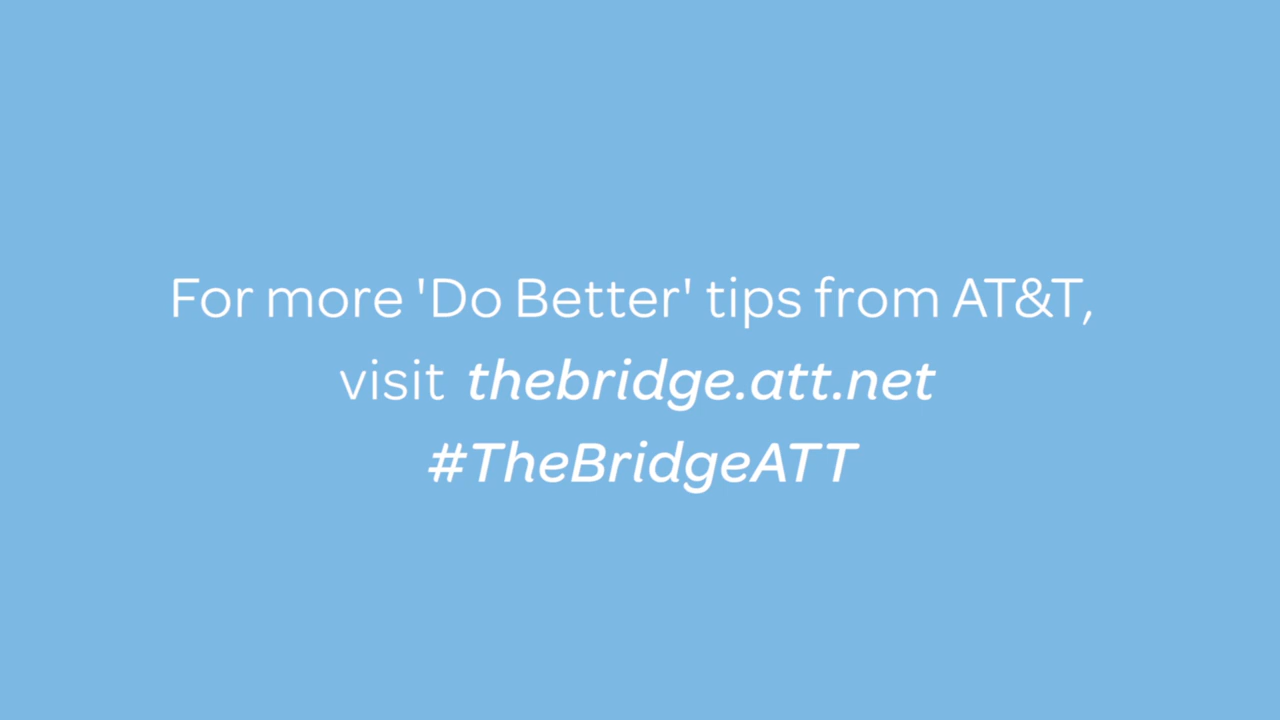 For more 'Do Better' tips from AT&T,
visit thebridge.att.net
#TheBridgeATT